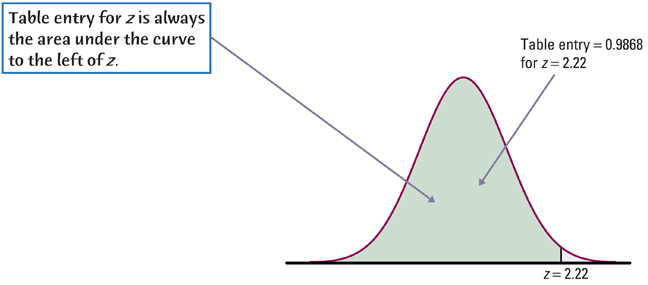 Table entry for z is always
the area under the curve
to the left of z.
Table entry = 0.9868
for z = 2.22
z = 2.22